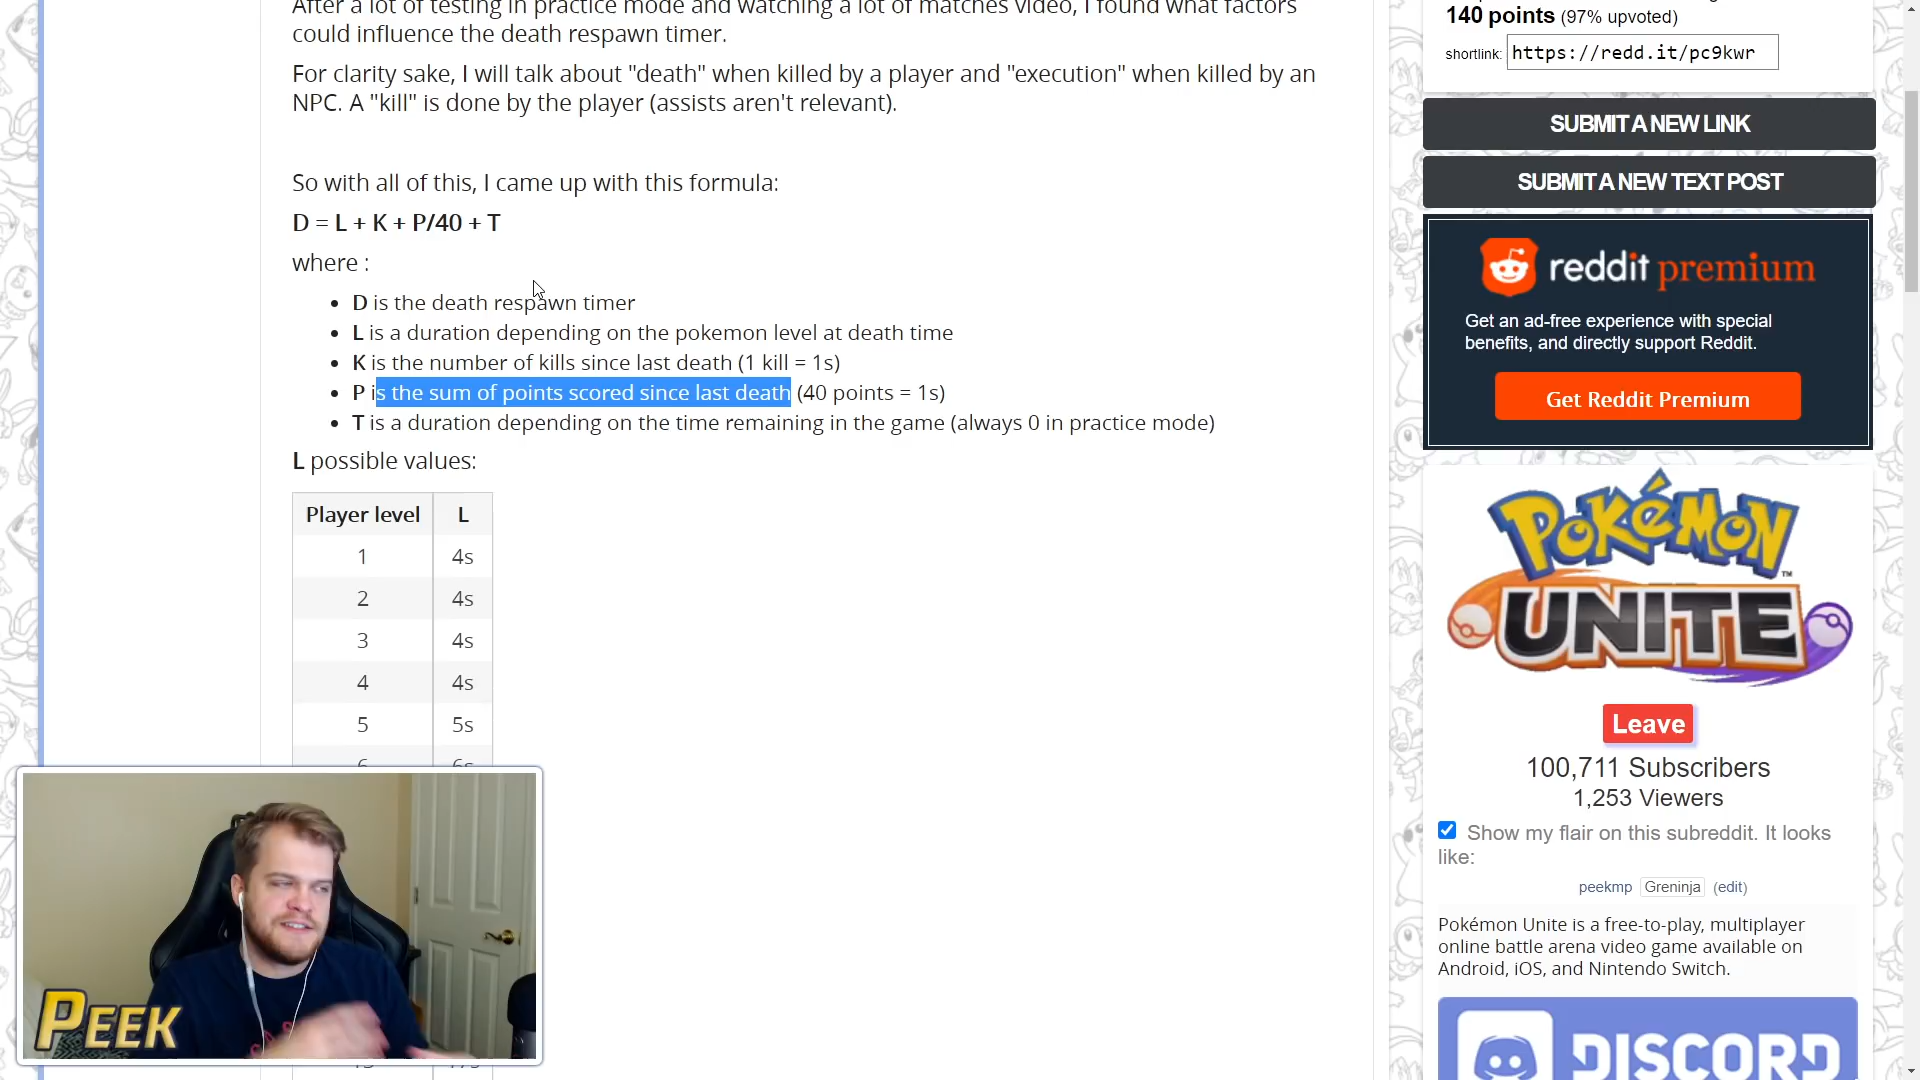 After a lot of testing in practice mode and watching a lot of matches video, I found what factors
could influence the death respawn timer.
For clarity sake, I will talk about "death" when killed by a player and "execution" when killed by an
NPC. A "kill" is done by the player (assists aren't relevant).
So with all of this, I came up with this formula:
D = L + K + P/40 + T
where :
D is the death respawn timer
L is a duration depending on the pokemon level at death time
K is the number of kills since last death (1 kill = 1s)
P is the sum of points scored since last death (40 points = 1s)
T is a duration depending on the time remaining in the game (always 0 in practice mode)
L possible values:
Player level L
1 4s
2 4s
3 4s
4 4s
5 5s
6 6s
PEEK
140 points (97% upvoted)
shortlink: https://redd.it/pc9kwr
SUBMIT A NEW LINK
SUBMIT A NEW TEXT POST
reddit premium
Get an ad-free experience with special
benefits, and directly support Reddit.
Get Reddit Premium
POKÉMON
UNITE
Leave
100,711 Subscribers
1,253 Viewers
Show my flair on this subreddit. It looks
like:
peekmp Greninja (edit)
Pokémon Unite is a free-to-play, multiplayer
online battle arena video game available on
Android, iOS, and Nintendo Switch.
DISCORD